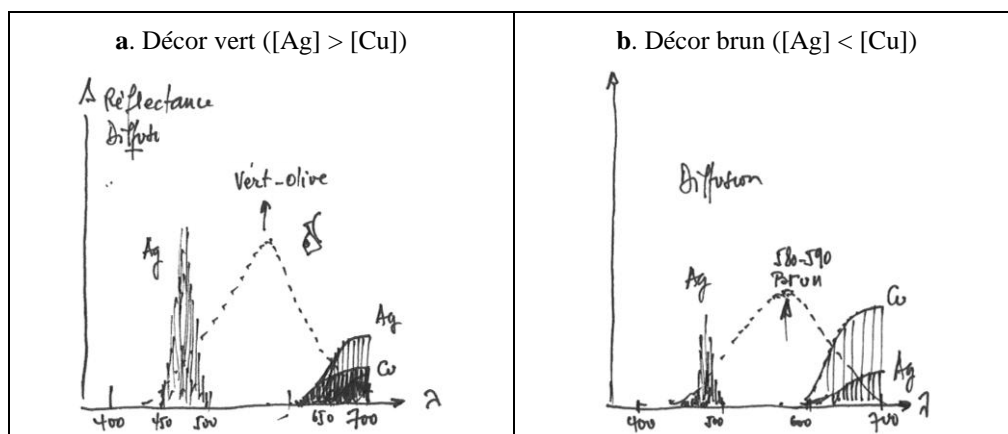 a. Décor vert ([Ag] > [Cu])
Réflectance
Diffuse
Vert-olive
Ag
Ag
Cu
400 450 500 650 700 λ
b. Décor brun ([Ag] < [Cu])
Diffusion
580-590
Brun
Ag
Cu
Ag
400 500 600 700 λ